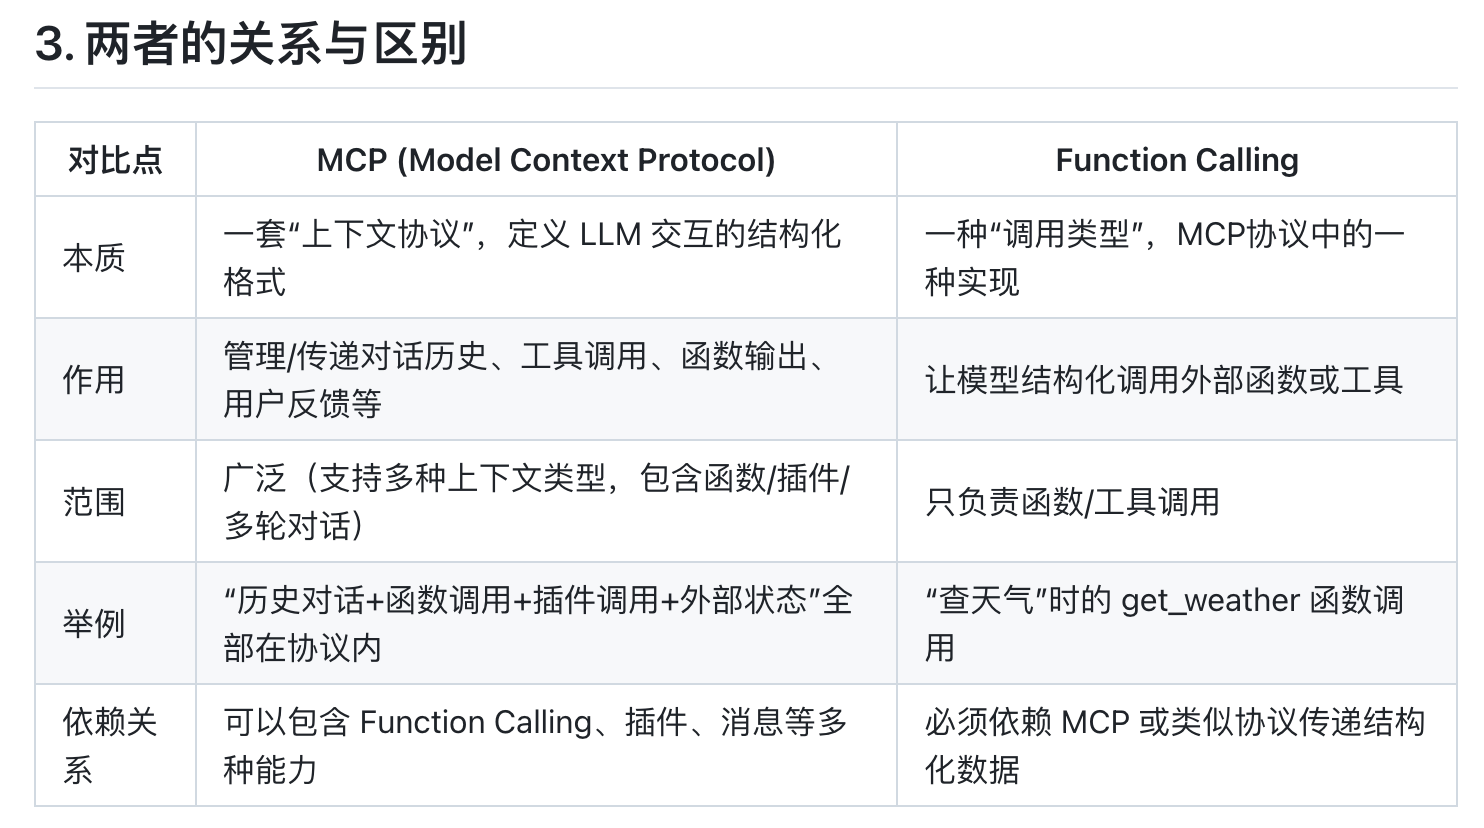 3. 两者的关系与区别
对比点
MCP (Model Context Protocol)
Function Calling
本质
一套“上下文协议”，定义 LLM 交互的结构化
格式
一种“调用类型”，MCP协议中的一
种实现
作用
管理/传递对话历史、工具调用、函数输出、
用户反馈等
让模型结构化调用外部函数或工具
范围
广泛（支持多种上下文类型，包含函数/插件/
多轮对话）
只负责函数/工具调用
举例
“历史对话+函数调用+插件调用+外部状态”全
部在协议内
“查天气”时的 get_weather 函数调
用
依赖关
系
可以包含 Function Calling、插件、消息等多
种能力
必须依赖 MCP 或类似协议传递结构
化数据